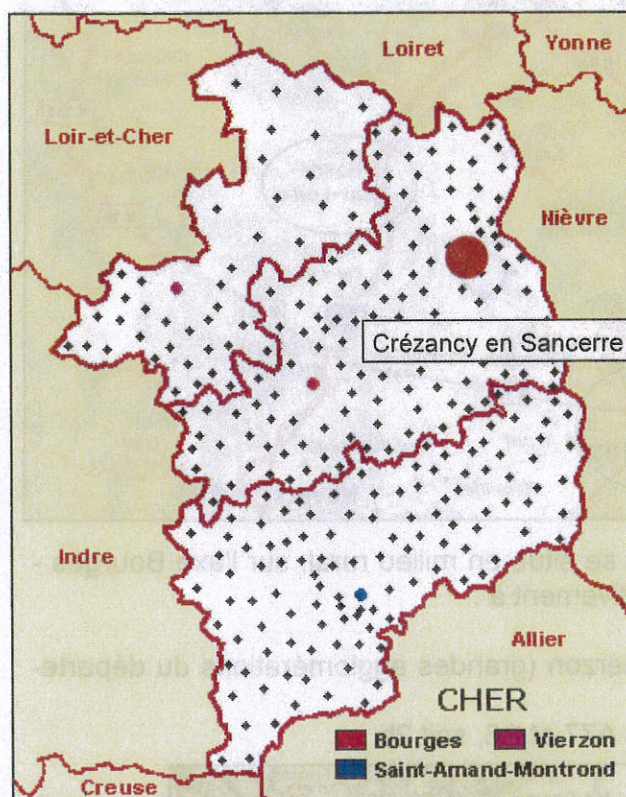 Loiret
Yonne
Loir-et-Cher
Nièvre
Crézancy en Sancerre
Indre
Allier
CHER
Bourges
Vierzon
Saint-Amand-Montrond
Creuse